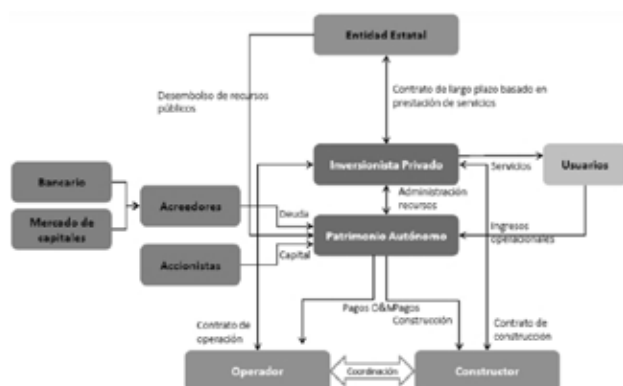 Entidad Estatal
Desembolso de recursos
públicos
Contrato de largo plazo basado en
prestación de servicios
Inversionista Privado
Servicios
Usuarios
Bancario
Mercado de
capitales
Acreedores
Administración
recursos
Deuda
Patrimonio Autónomo
Ingresos
operacionales
Accionistas
Capital
Pagos O&M
Pagos
Construcción
Contrato de
operación
Contrato de
construcción
Operador
Coordinación
Constructor